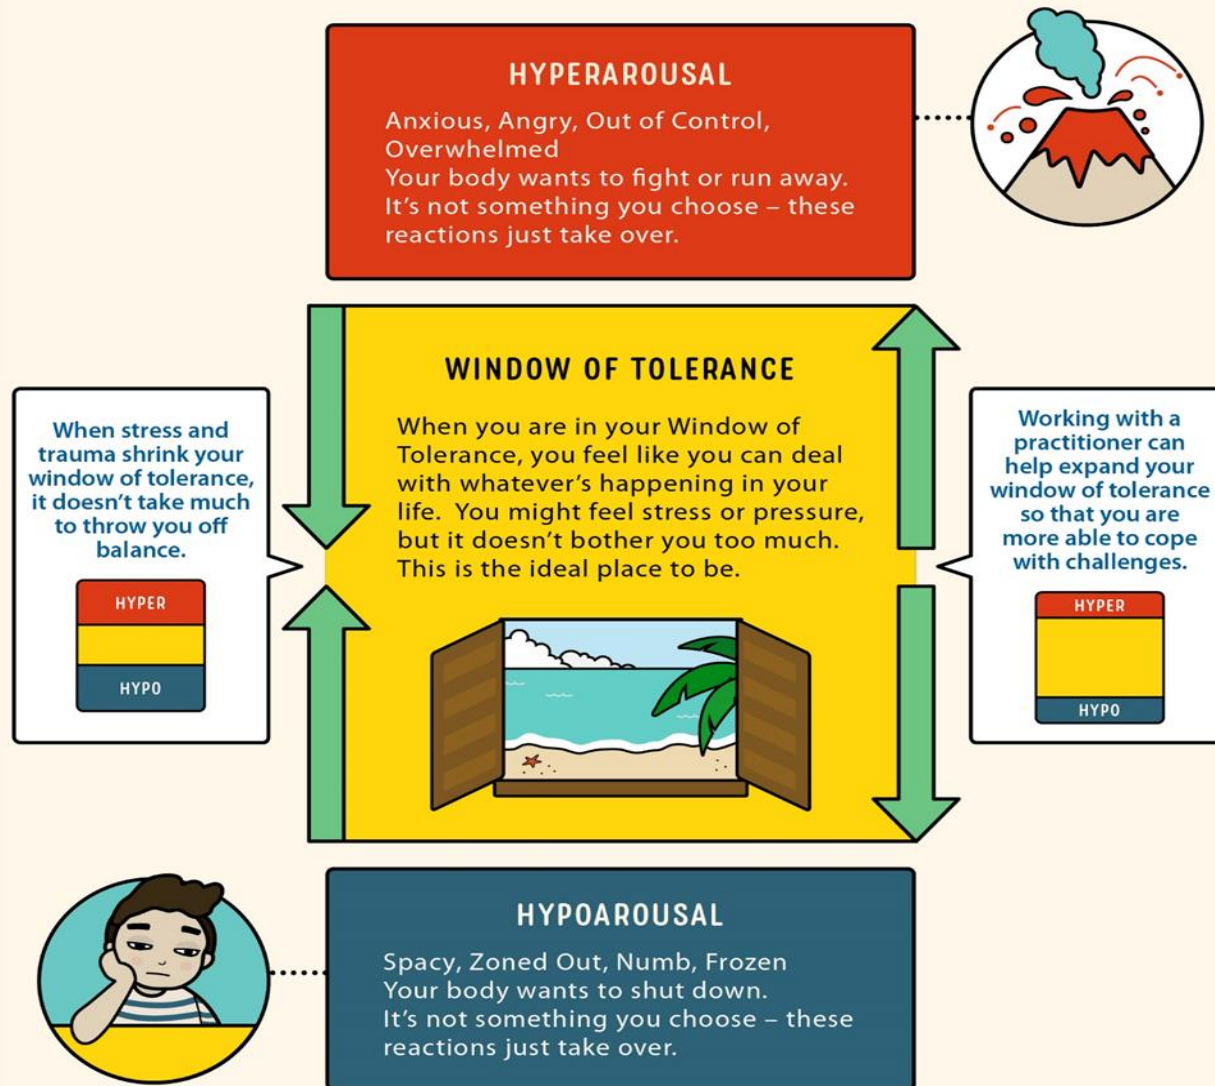 HYPERAROUSAL
Anxious, Angry, Out of Control,
Overwhelmed
Your body wants to fight or run away.
It’s not something you choose – these
reactions just take over.
WINDOW OF TOLERANCE
When you are in your Window of
Tolerance, you feel like you can deal
with whatever’s happening in your
life.  You might feel stress or pressure,
but it doesn’t bother you too much.
This is the ideal place to be.
When stress and
trauma shrink your
window of tolerance,
it doesn’t take much
to throw you off
balance.
HYPER
HYPO
Working with a
practitioner can
help expand your
window of tolerance
so that you are
more able to cope
with challenges.
HYPER
HYPO
HYPOAROUSAL
Spacy, Zoned Out, Numb, Frozen
Your body wants to shut down.
It’s not something you choose – these
reactions just take over.